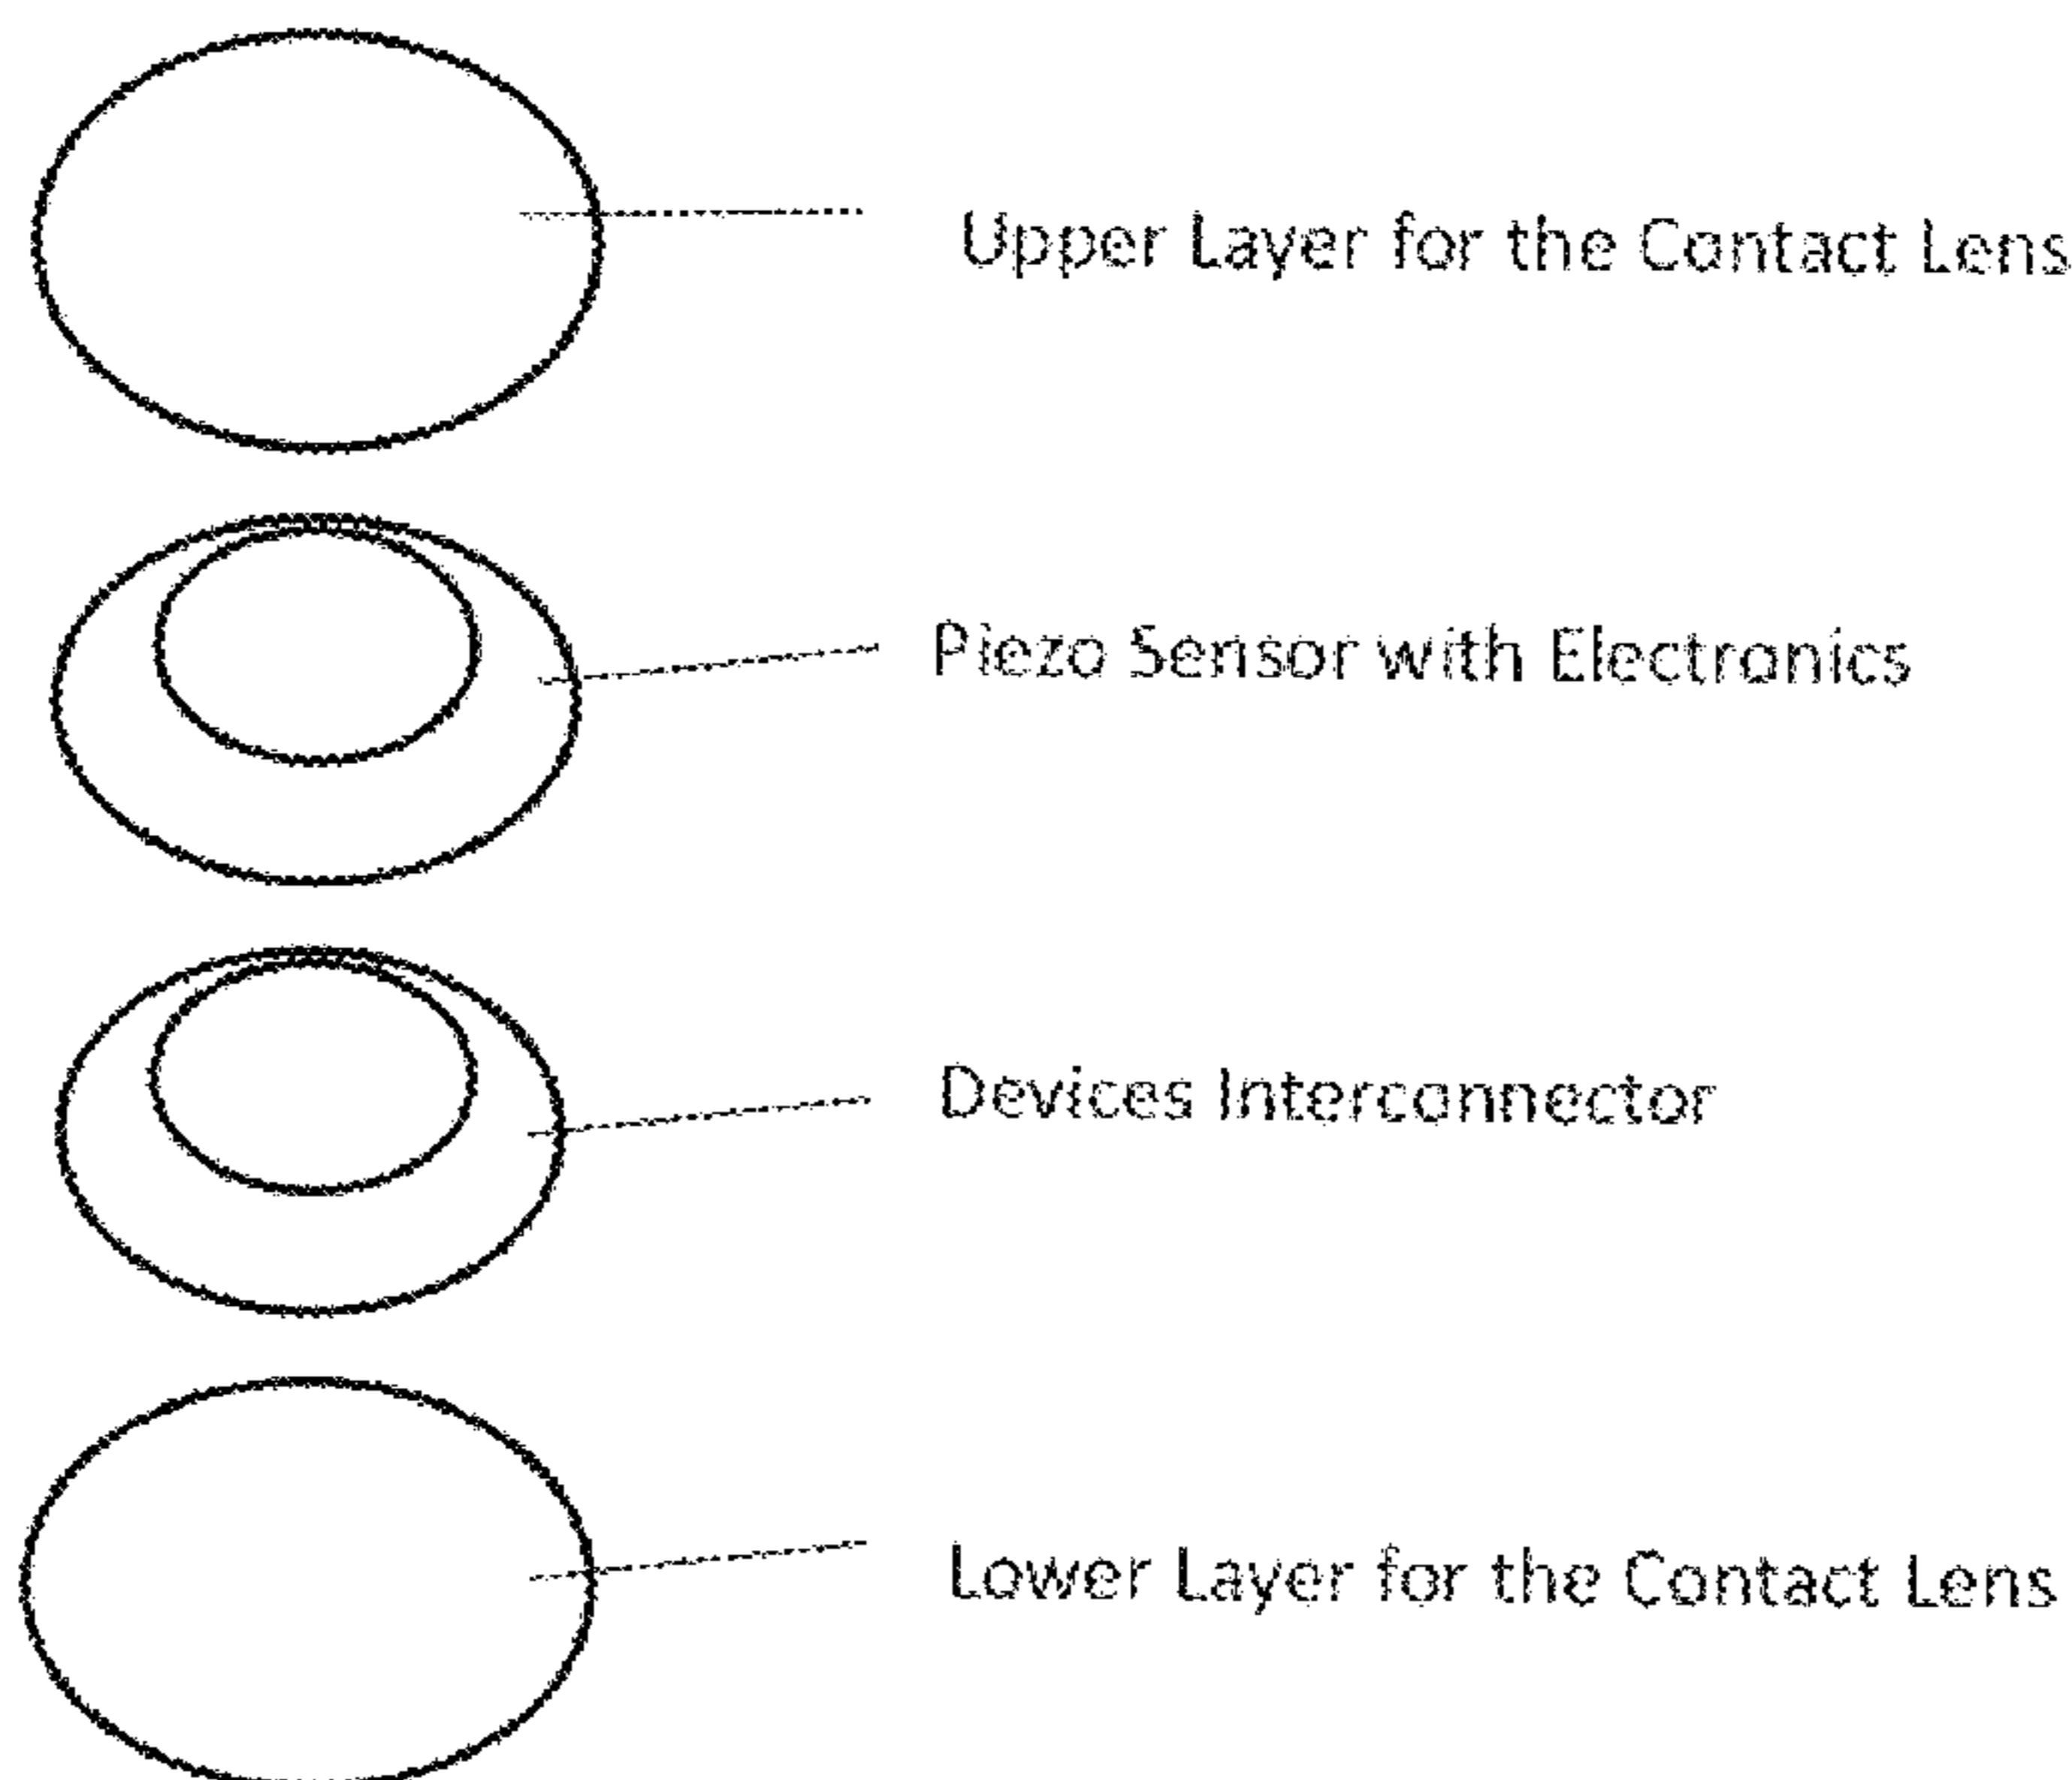 Upper Layer for the Contact Lens
Piezo Sensor with Electronics
Devices Interconnector
Lower Layer for the Contact Lens